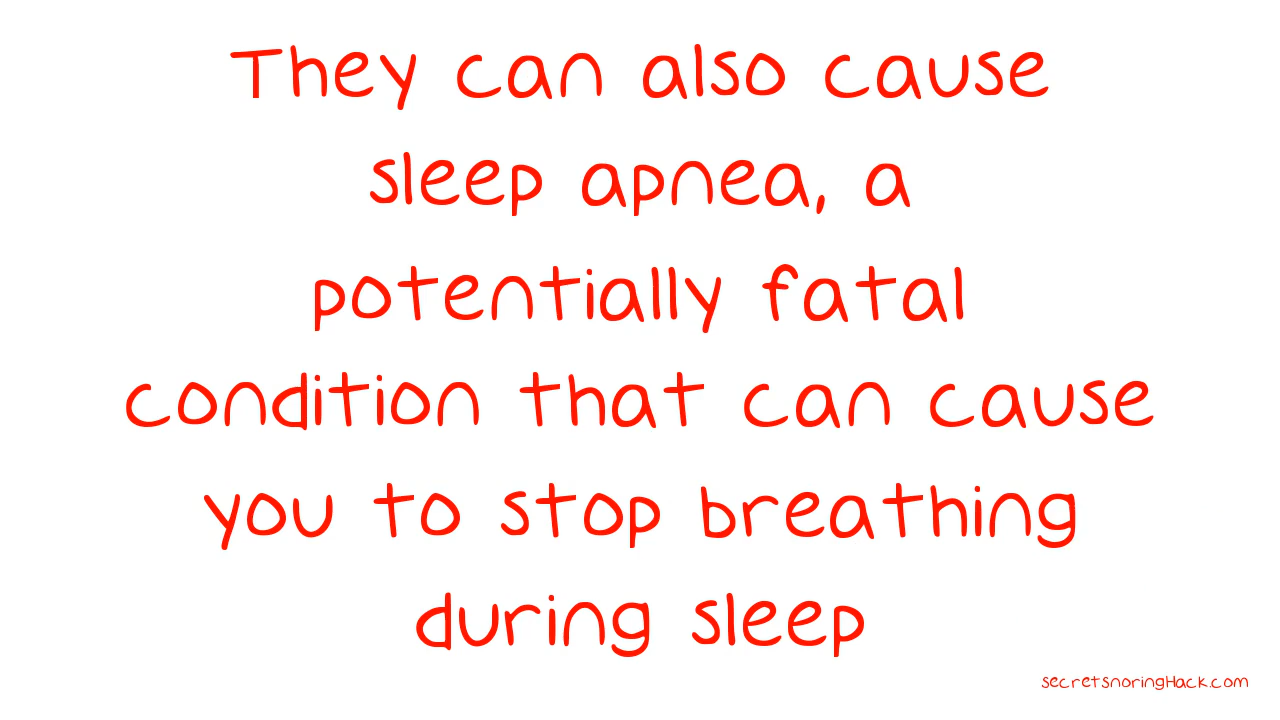 They can also cause
sleep apnea, a
potentially fatal
condition that can cause
you to stop breathing
during sleep
secretsnoringHack.com